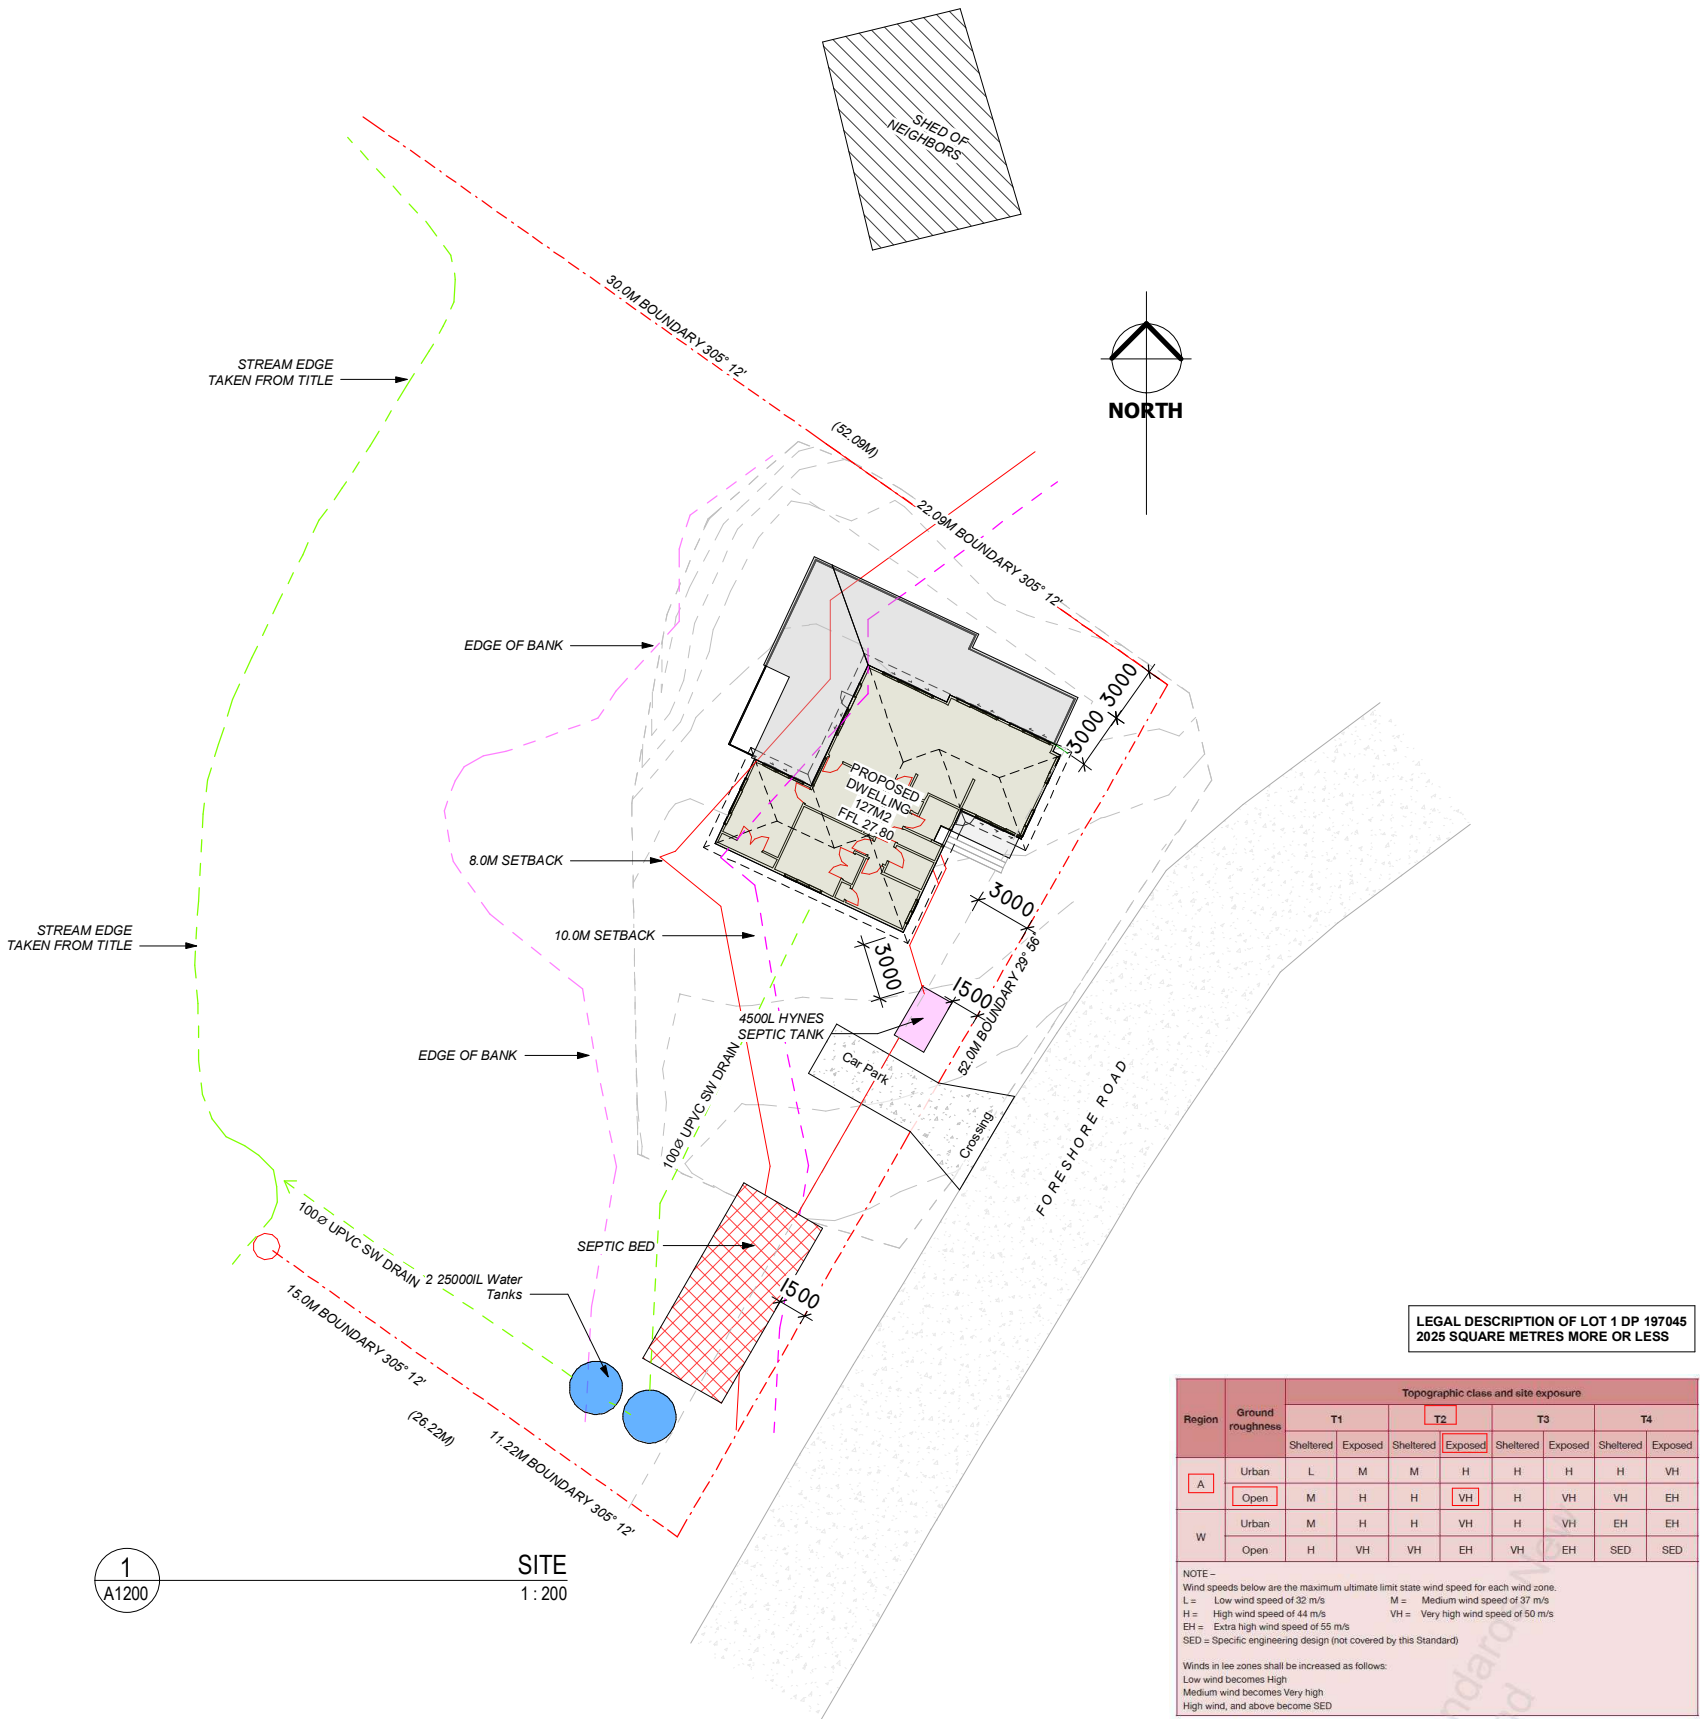 SHED OF
NEIGHBORS
30.0M BOUNDARY 305° 12'
STREAM EDGE
TAKEN FROM TITLE
NORTH
(52.09M)
22.09M BOUNDARY 305° 12'
EDGE OF BANK
3000
3000
PROPOSED
DWELLING
127M2
FFL 27.80
8.0M SETBACK
3000
STREAM EDGE
TAKEN FROM TITLE
10.0M SETBACK
3000
1500
52.0M BOUNDARY 29° 56'
4500L HYNES
SEPTIC TANK
EDGE OF BANK
Car Park
100Ø UPVC SW DRAIN
Crossing
FORESHORE ROAD
100Ø UPVC SW DRAIN
SEPTIC BED
2 25000lL Water
Tanks
1500
15.0M BOUNDARY 305° 12'
(26.22M)
11.22M BOUNDARY 305° 12'
LEGAL DESCRIPTION OF LOT 1 DP 197045
2025 SQUARE METRES MORE OR LESS
1
A1200
SITE
1 : 200
Region Ground roughness Topographic class and site exposure
T1 T2 T3 T4
Sheltered Exposed Sheltered Exposed Sheltered Exposed Sheltered Exposed
A Urban L M M H H H H VH
Open M H H VH H VH VH EH
W Urban M H H VH H VH EH EH
Open H VH VH EH VH EH SED SED
NOTE –
Wind speeds below are the maximum ultimate limit state wind speed for each wind zone.
L = Low wind speed of 32 m/s M = Medium wind speed of 37 m/s
H = High wind speed of 44 m/s VH = Very high wind speed of 50 m/s
EH = Extra high wind speed of 55 m/s
SED = Specific engineering design (not covered by this Standard)
Winds in lee zones shall be increased as follows:
Low wind becomes High
Medium wind becomes Very high
High wind, and above become SED